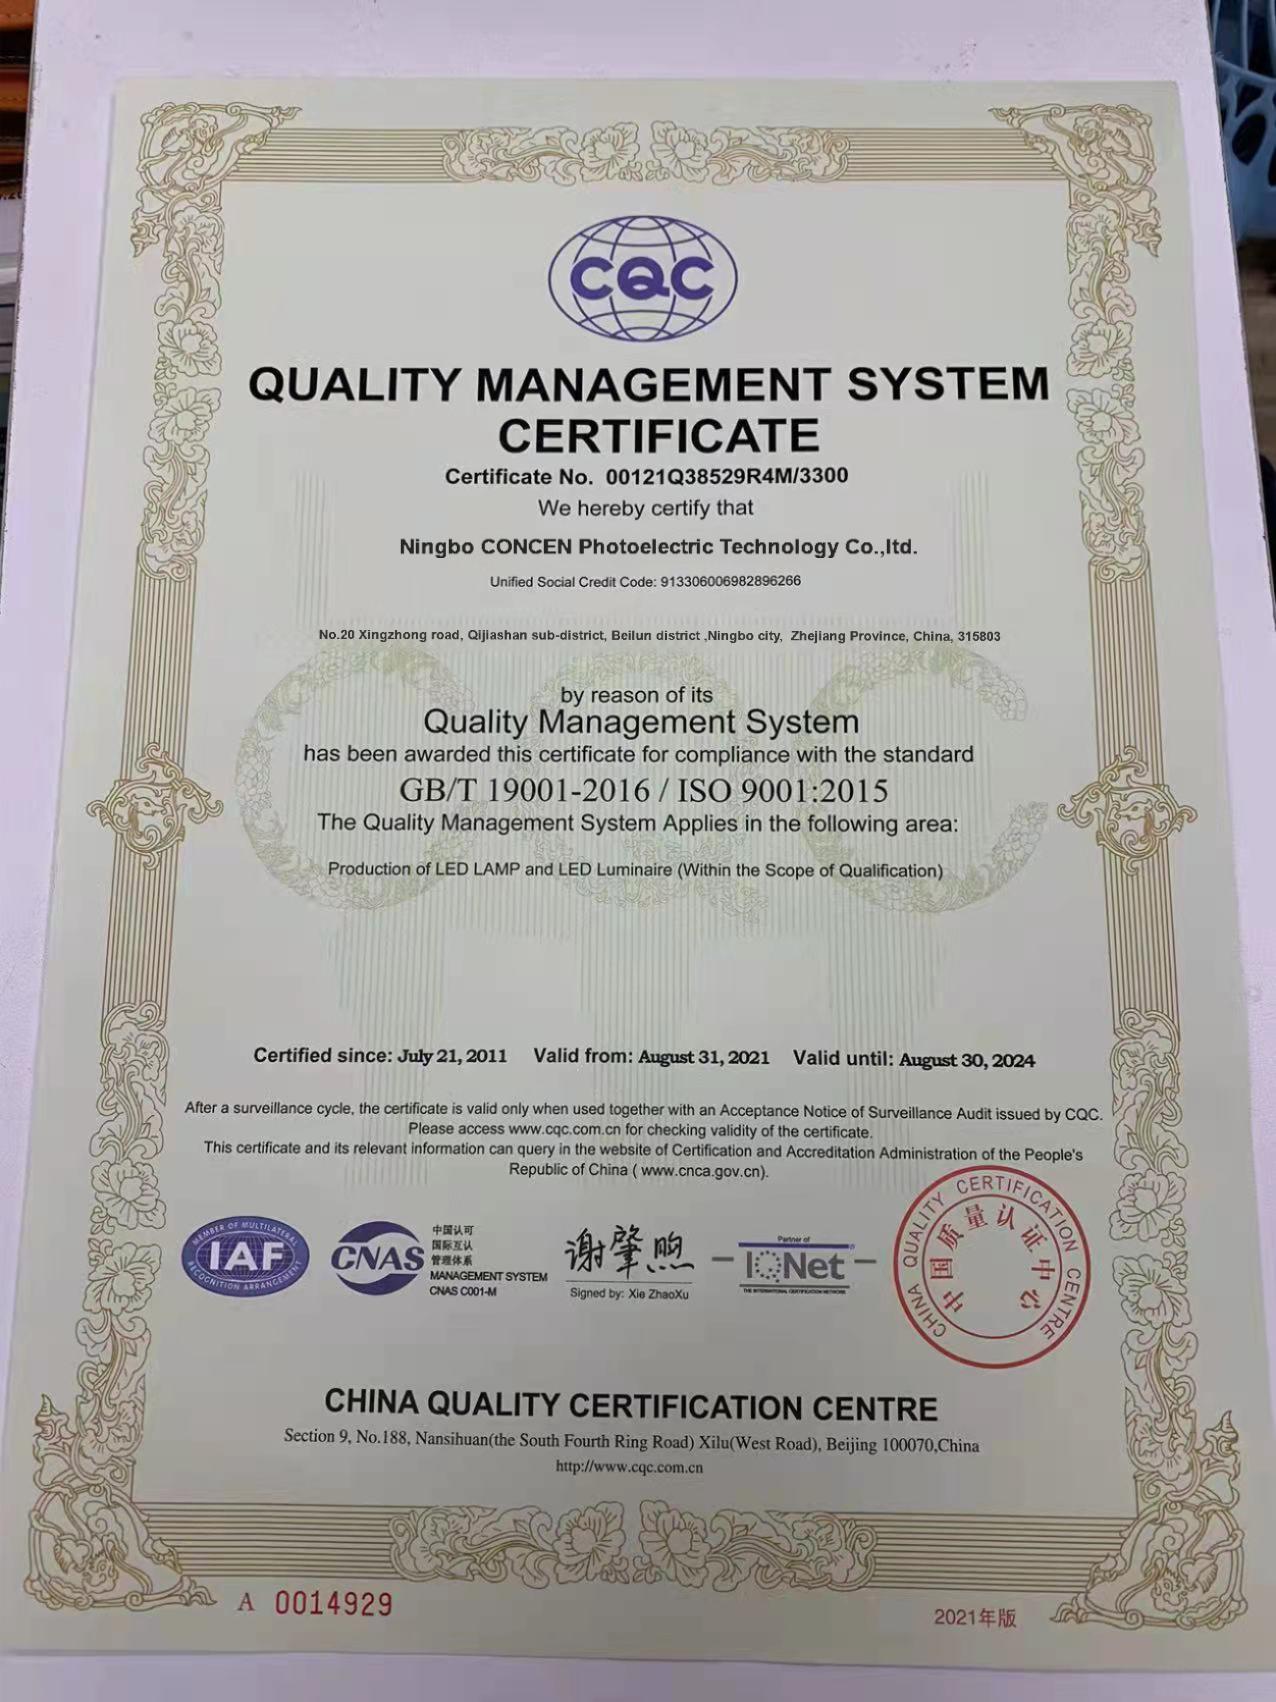 CQC
QUALITY MANAGEMENT SYSTEM
CERTIFICATE
Certificate No. 00121Q38529R4M/3300
We hereby certify that
Ningbo CONCEN Photoelectric Technology Co.,ltd.
Unified Social Credit Code: 913306006982896266
No.20 Xingzhong road, Qijiashan sub-district, Beilun district ,Ningbo city, Zhejiang Province, China, 315803
by reason of its
Quality Management System
has been awarded this certificate for compliance with the standard
GB/T 19001-2016 / ISO 9001:2015
The Quality Management System Applies in the following area:
Production of LED LAMP and LED Luminaire (Within the Scope of Qualification)
Certified since: July 21, 2011 Valid from: August 31, 2021 Valid until: August 30, 2024
After a surveillance cycle, the certificate is valid only when used together with an Acceptance Notice of Surveillance Audit issued by CQC.
Please access www.cqc.com.cn for checking validity of the certificate.
This certificate and its relevant information can query in the website of Certification and Accreditation Administration of the People's
Republic of China ( www.cnca.gov.cn).
MEMBER OF MULTILATERAL
IAF
RECOGNITION ARRANGEMENT
CNAS
中国认可
国际互认
管理体系
MANAGEMENT SYSTEM
CNAS C001-M
谢肇煦
Signed by: Xie ZhaoXu
Partner of
IQNet
THE INTERNATIONAL CERTIFICATION NETWORK
CHINA QUALITY CERTIFICATION CENTRE
中国质量认证中心
CHINA QUALITY CERTIFICATION CENTRE
Section 9, No.188, Nansihuan(the South Fourth Ring Road) Xilu(West Road), Beijing 100070,China
http://www.cqc.com.cn
A 0014929
2021年版